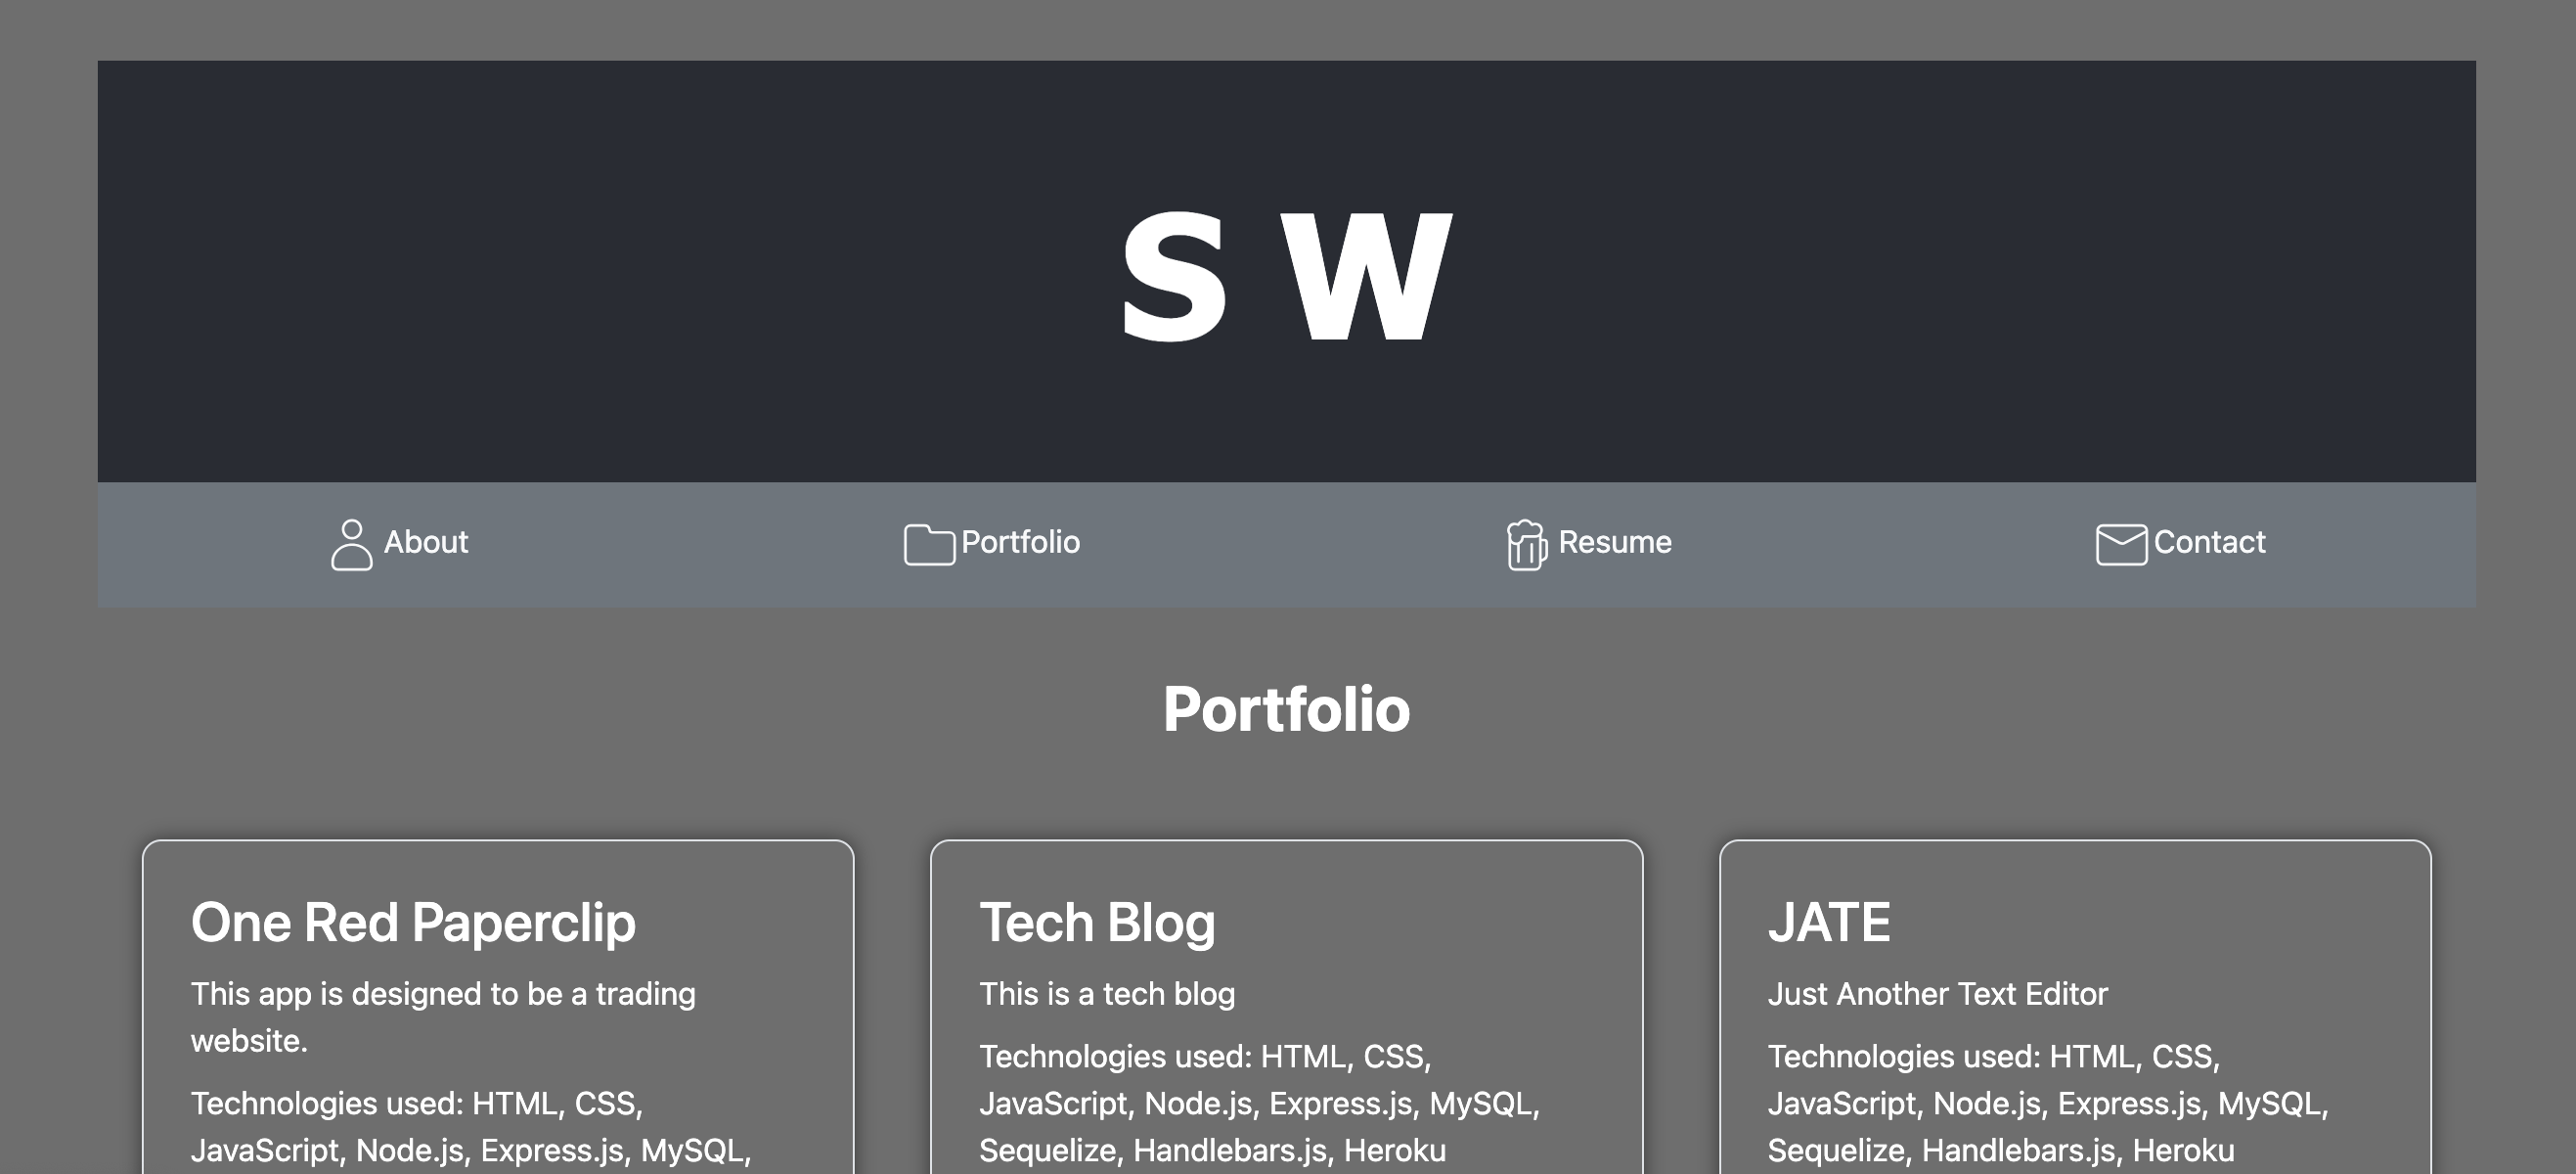 S W
About
Portfolio
Resume
Contact
Portfolio
One Red Paperclip
This app is designed to be a trading
website.
Technologies used: HTML, CSS,
JavaScript, Node.js, Express.js, MySQL,
Tech Blog
This is a tech blog
Technologies used: HTML, CSS,
JavaScript, Node.js, Express.js, MySQL,
Sequelize, Handlebars.js, Heroku
JATE
Just Another Text Editor
Technologies used: HTML, CSS,
JavaScript, Node.js, Express.js, MySQL,
Sequelize, Handlebars.js, Heroku